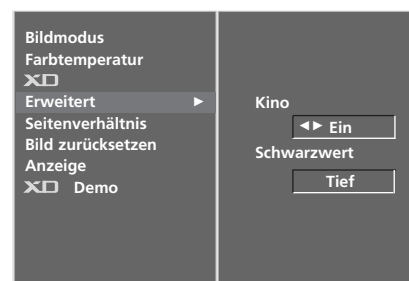 Bildmodus
Farbtemperatur
XD
Erweitert ►
Seitenverhältnis
Bild zurücksetzen
Anzeige
XD Demo
Kino
◄► Ein
Schwarzwert
Tief